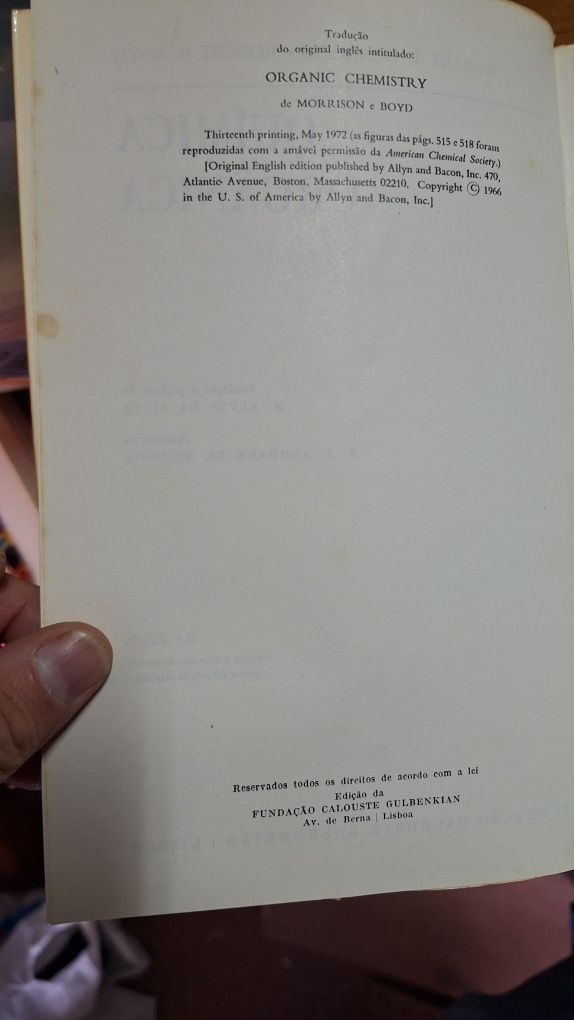 Tradução
do original inglês intitulado:
ORGANIC CHEMISTRY
de MORRISON e BOYD
Thirteenth printing, May 1972 (as figuras das págs. 515 e 518 foram
reproduzidas com a amável permissão da American Chemical Society.)
[Original English edition published by Allyn and Bacon, Inc. 470,
Atlantic Avenue, Boston, Massachusetts 02210. Copyright © 1966
in the U. S. of America by Allyn and Bacon, Inc.]
Reservados todos os direitos de acordo com a lei
Edição da
FUNDAÇÃO CALOUSTE GULBENKIAN
Av. de Berna | Lisboa